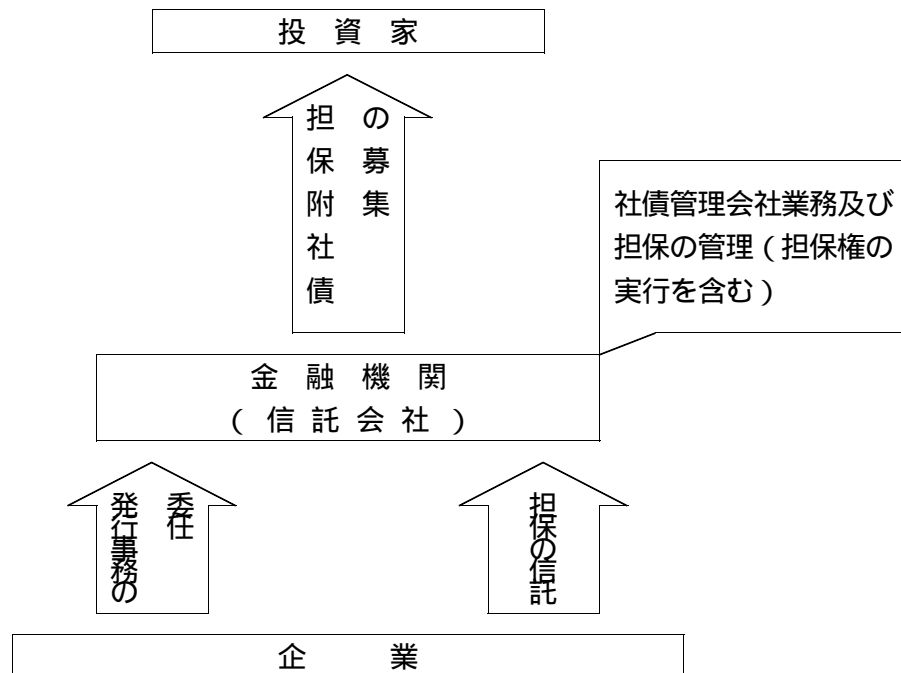 投資家
担保附社債
の募集
社債管理会社業務及び
担保の管理（担保権の
実行を含む）
金融機関
（信託会社）
発行事務の
委任
担保の信託
企業